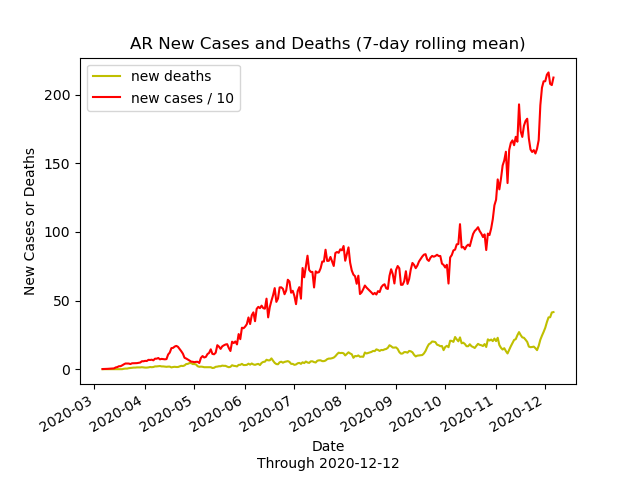 AR New Cases and Deaths (7-day rolling mean)
new deaths
new cases / 10
200
150
100
50
0
New Cases or Deaths
2020-03
2020-04
2020-05
2020-06
2020-07
2020-08
2020-09
2020-10
2020-11
2020-12
Date
Through 2020-12-12